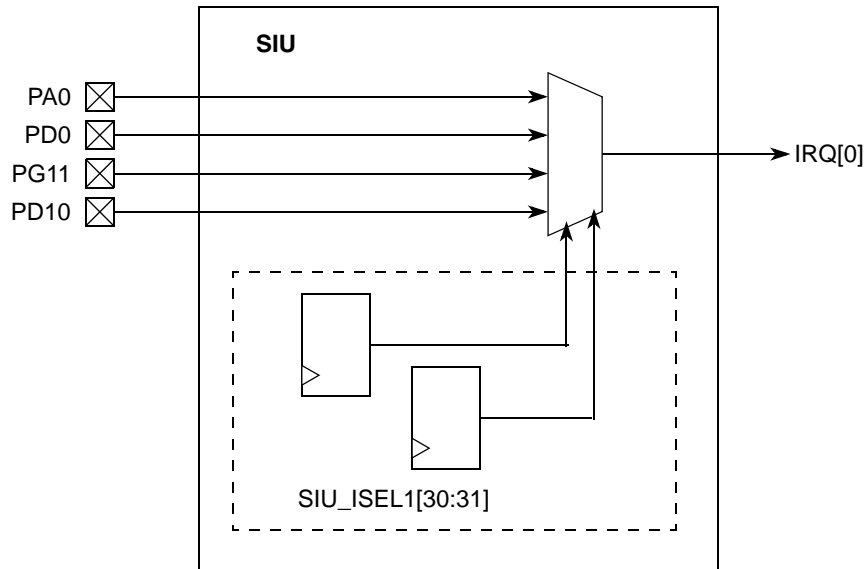 SIU
PA0
PD0
PG11
PD10
IRQ[0]
SIU_ISEL1[30:31]